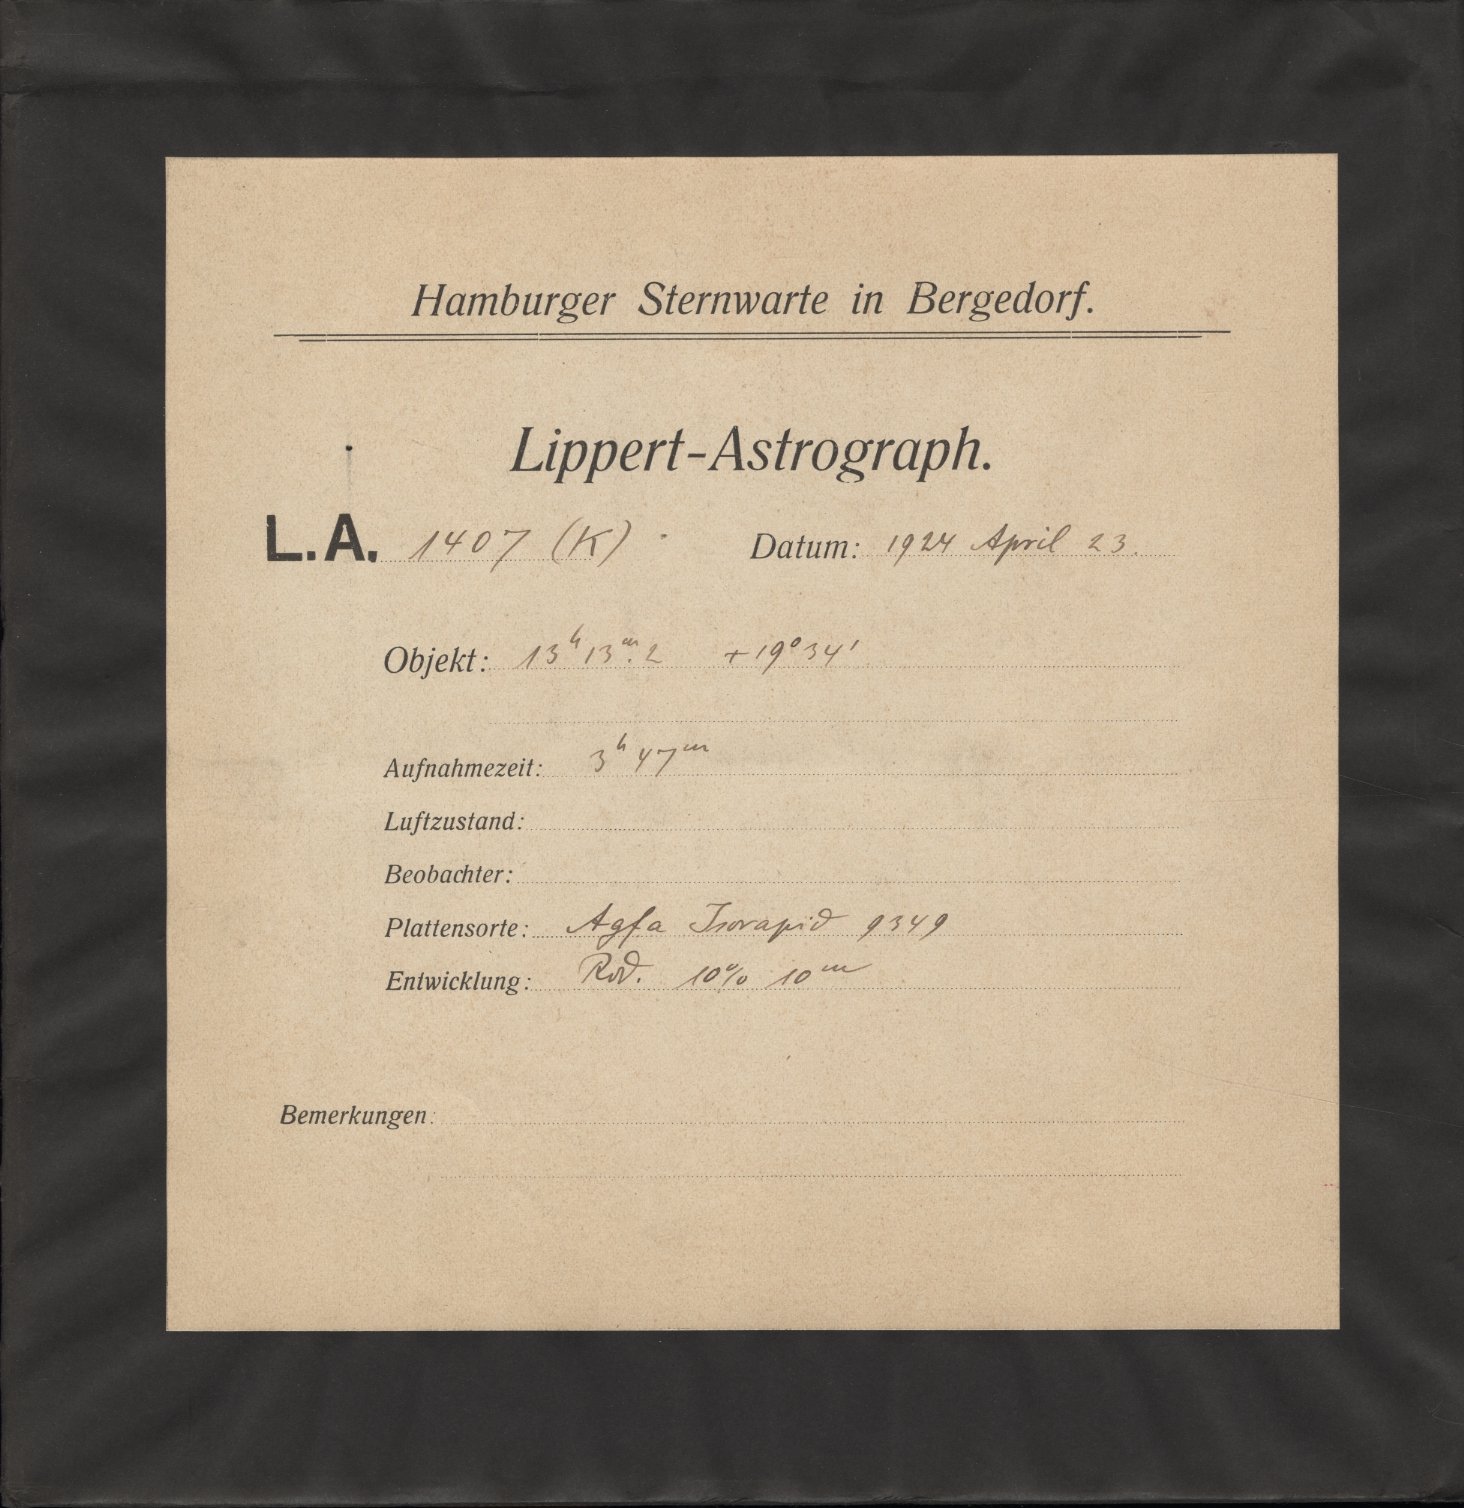 Hamburger Sternwarte in Bergedorf.
Lippert-Astrograph.
L.A. 1407 (K) Datum: 1924 April 23.
Objekt: 13ʰ 13ᵐ.2 +19°34'
Aufnahmezeit: 3ʰ 47ᵐ
Luftzustand:
Beobachter:
Plattensorte: Agfa Isorapid 9349
Entwicklung: Rod. 10% 10ᵐ
Bemerkungen: